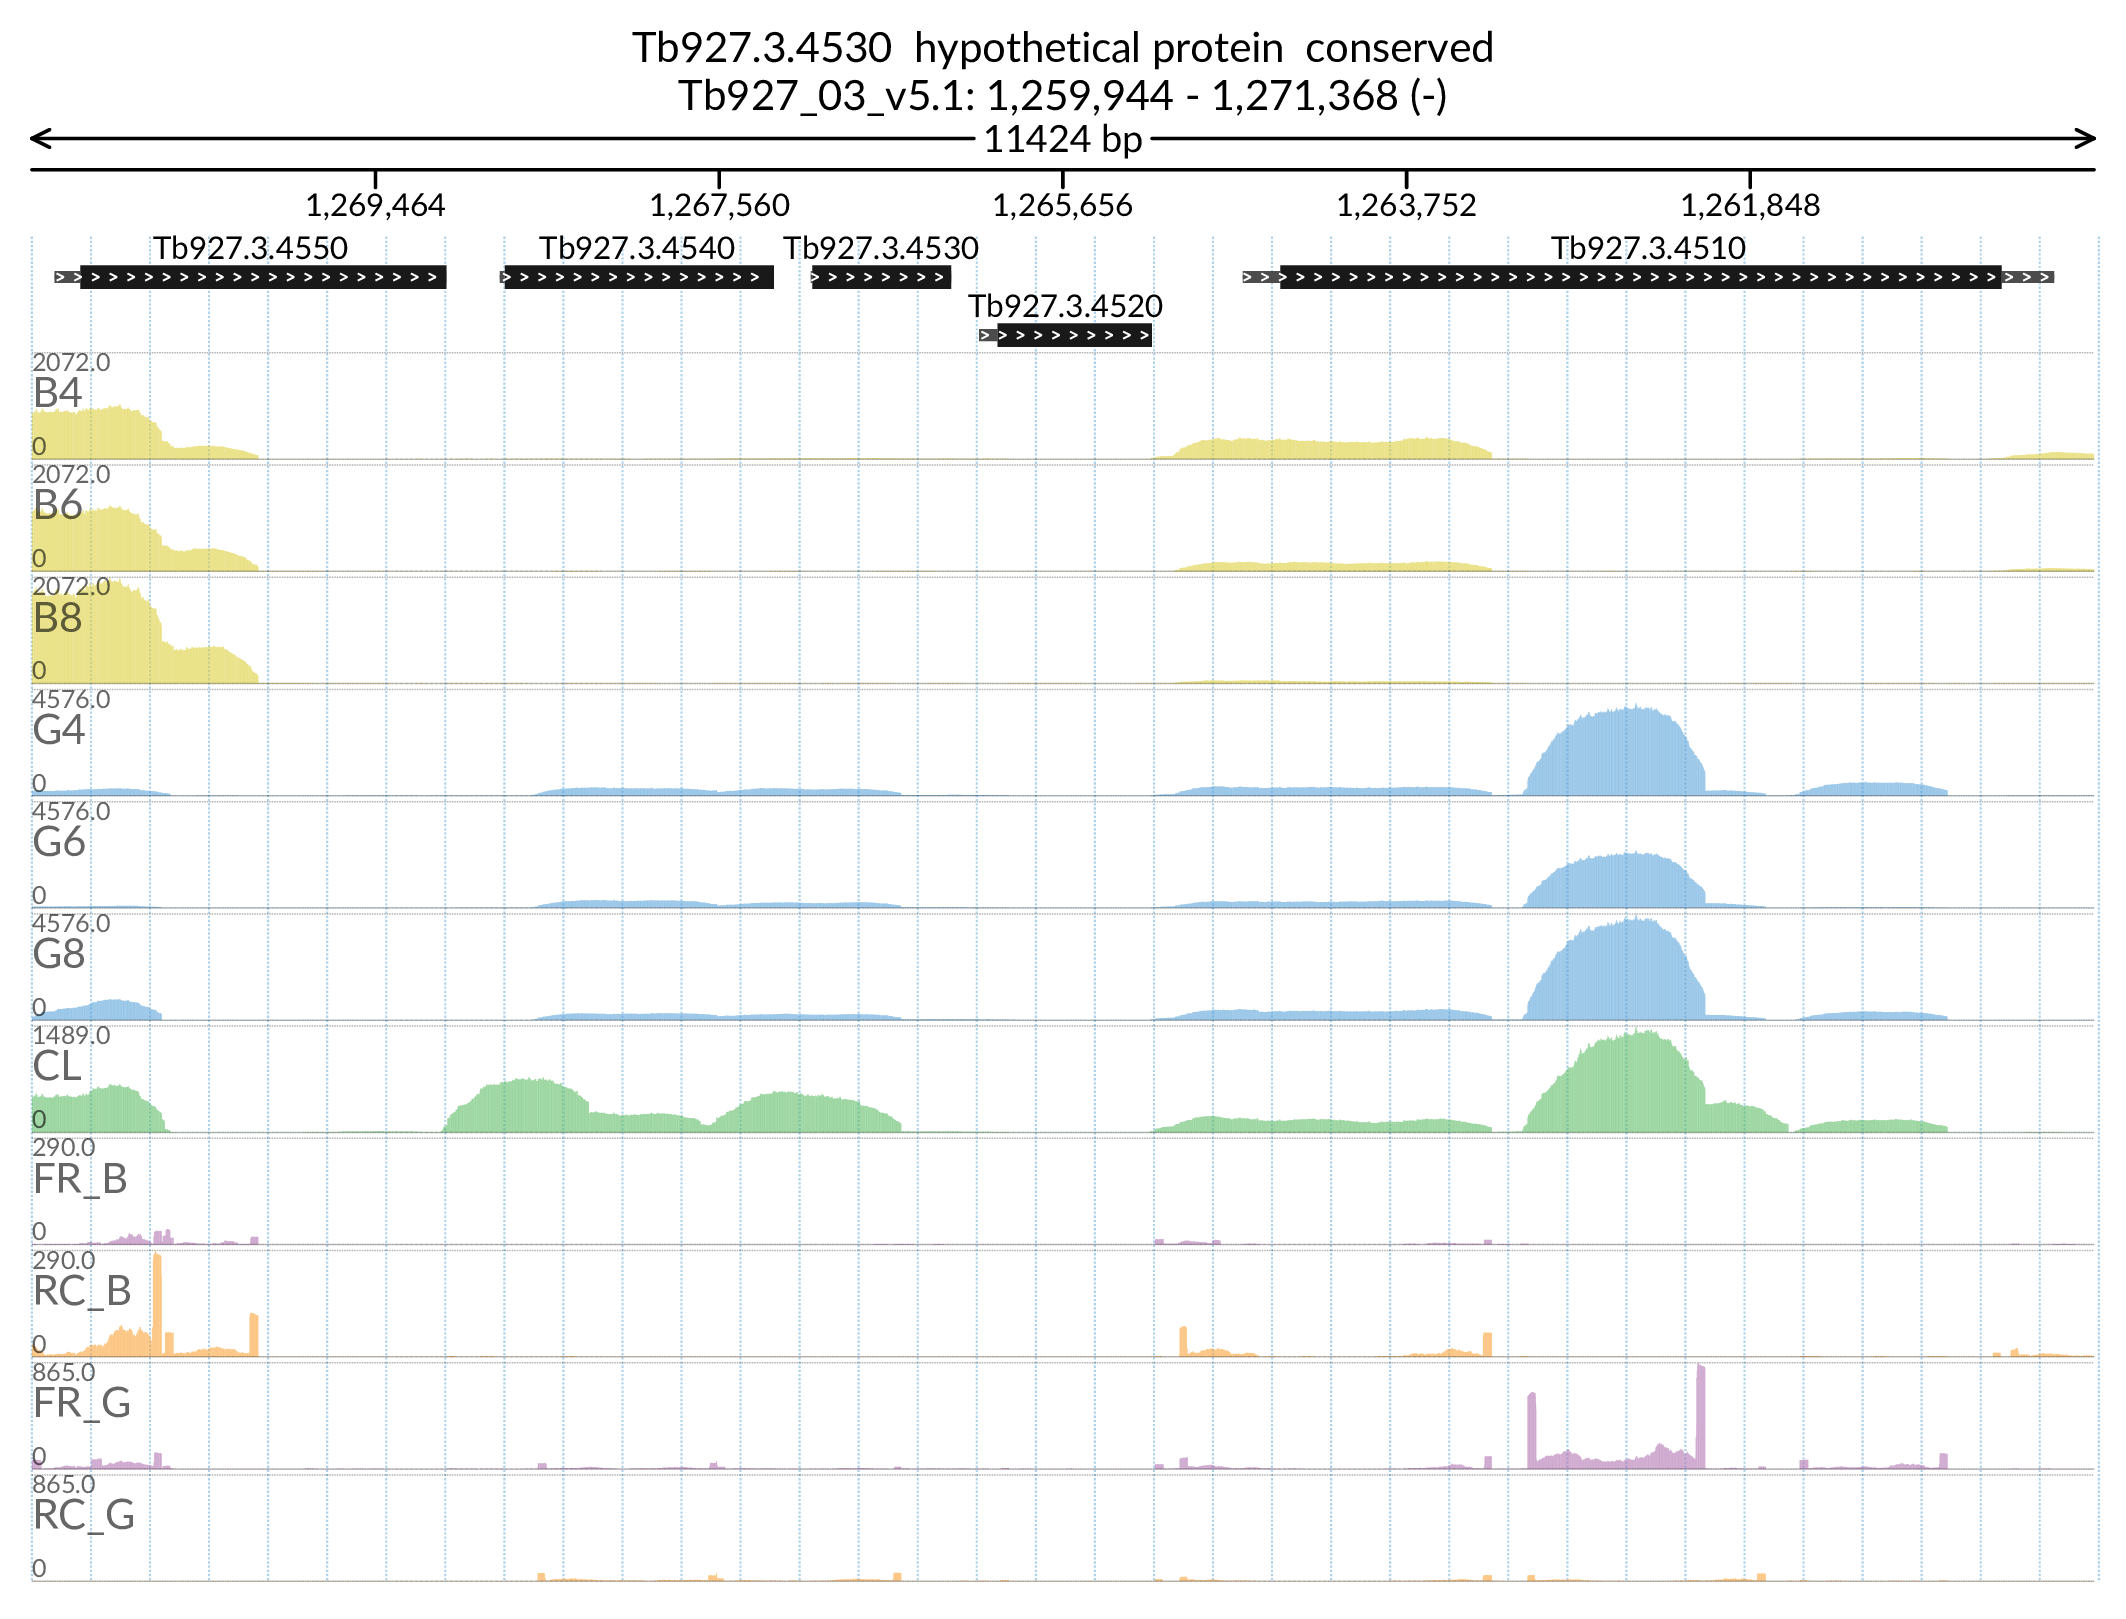 Tb927.3.4530  hypothetical protein  conserved
Tb927_03_v5.1: 1,259,944 - 1,271,368 (-)
11424 bp
1,269,464 1,267,560 1,265,656 1,263,752 1,261,848
Tb927.3.4550 Tb927.3.4540 Tb927.3.4530 Tb927.3.4510
Tb927.3.4520
2072.0
B4
0
2072.0
B6
0
2072.0
B8
0
4576.0
G4
0
4576.0
G6
0
4576.0
G8
0
1489.0
CL
0
290.0
FR_B
0
290.0
RC_B
0
865.0
FR_G
0
865.0
RC_G
0